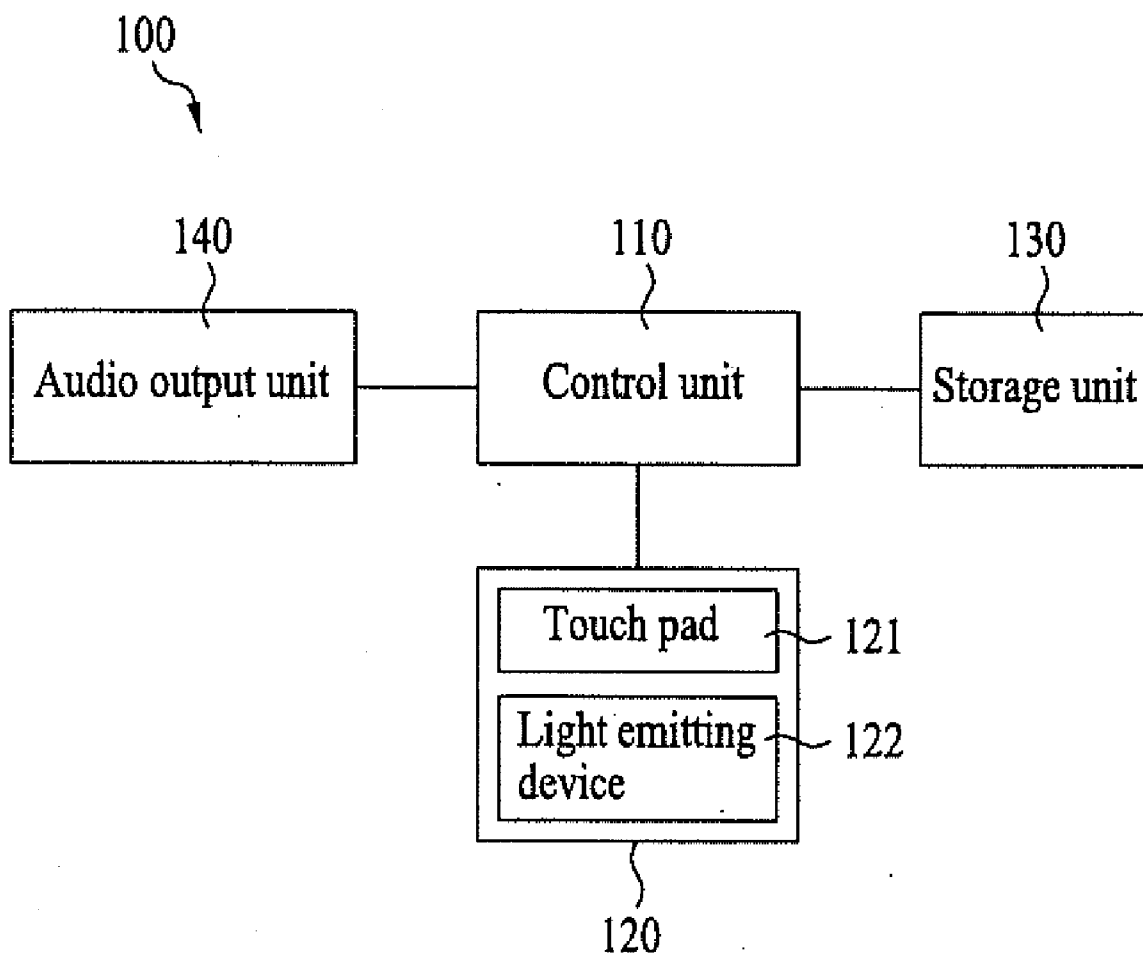 100
140
110
130
Audio output unit
Control unit
Storage unit
Touch pad
121
Light emitting
device
122
120